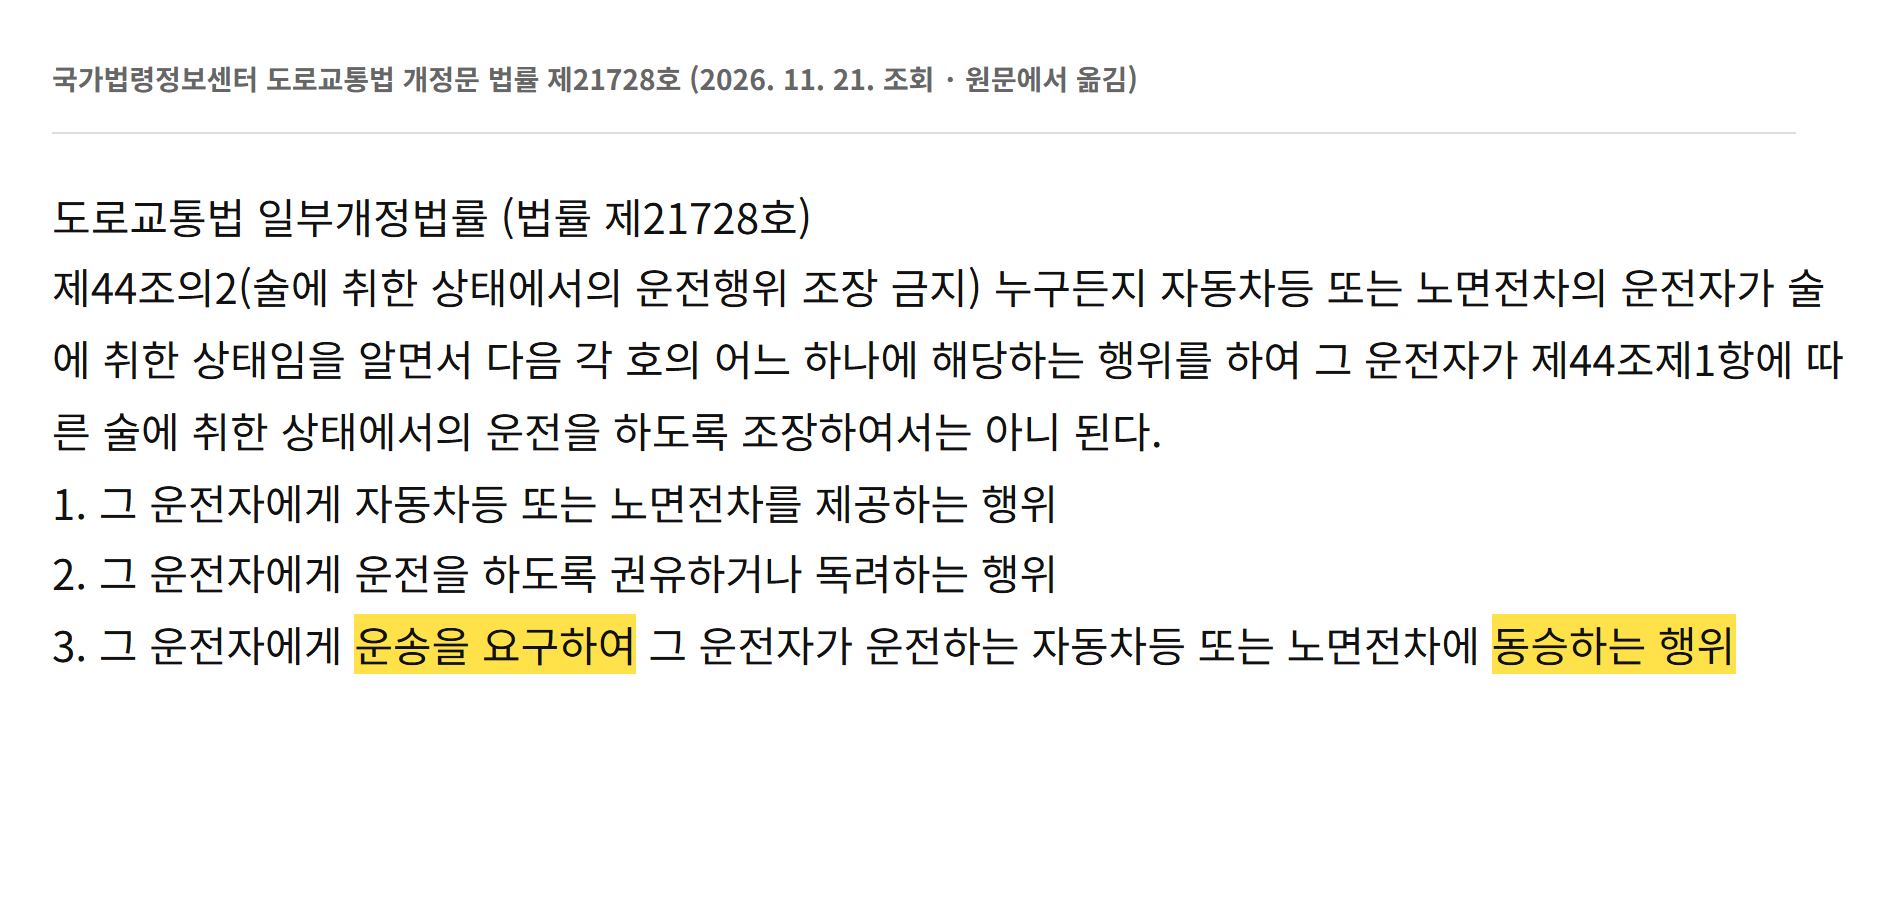 국가법령정보센터 도로교통법 개정문 법률 제21728호 (2026. 11. 21. 조회 · 원문에서 옮김)
도로교통법 일부개정법률 (법률 제21728호)
제44조의2(술에 취한 상태에서의 운전행위 조장 금지) 누구든지 자동차등 또는 노면전차의 운전자가 술
에 취한 상태임을 알면서 다음 각 호의 어느 하나에 해당하는 행위를 하여 그 운전자가 제44조제1항에 따
른 술에 취한 상태에서의 운전을 하도록 조장하여서는 아니 된다.
1. 그 운전자에게 자동차등 또는 노면전차를 제공하는 행위
2. 그 운전자에게 운전을 하도록 권유하거나 독려하는 행위
3. 그 운전자에게 운송을 요구하여 그 운전자가 운전하는 자동차등 또는 노면전차에 동승하는 행위